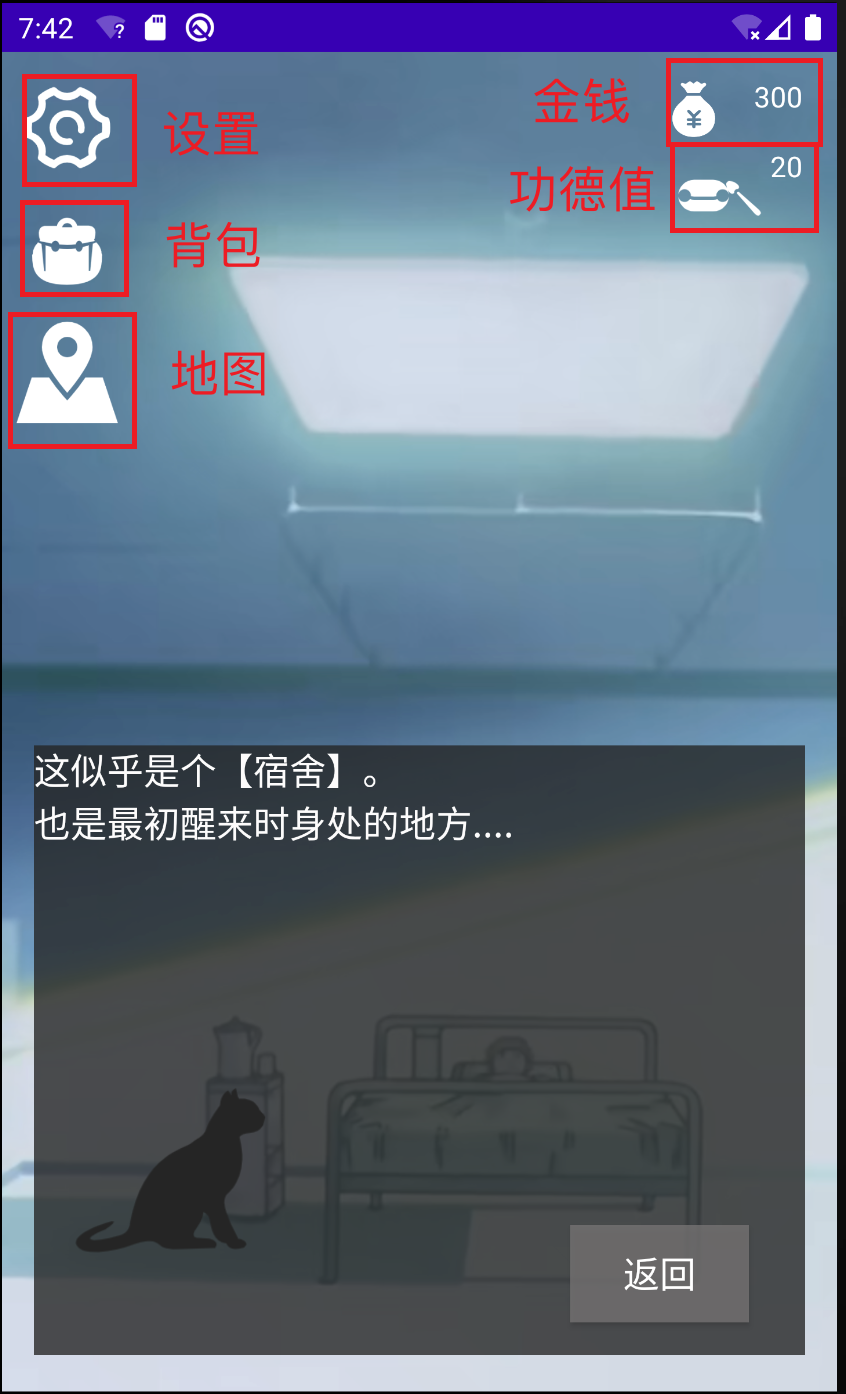 7:42
设置
金钱
300
功德值
20
背包
地图
这似乎是个【宿舍】。
也是最初醒来时身处的地方....
返回